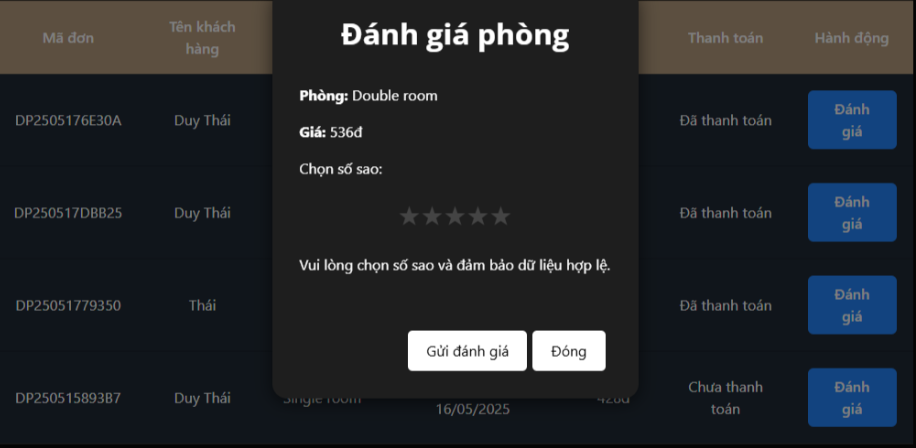 Đánh giá phòng
Mã đơn
Tên khách
hàng
Thanh toán
Hành động
Phòng: Double room
Giá: 536đ
Chọn số sao:
Vui lòng chọn số sao và đảm bảo dữ liệu hợp lệ.
Gửi đánh giá
Đóng
DP2505176E30A
Duy Thái
Đã thanh toán
Đánh
giá
DP250517DBB25
Duy Thái
Đã thanh toán
Đánh
giá
DP25051779350
Thái
Đã thanh toán
Đánh
giá
DP250515893B7
Duy Thái
Single room
16/05/2025
428đ
Chưa thanh
toán
Đánh
giá